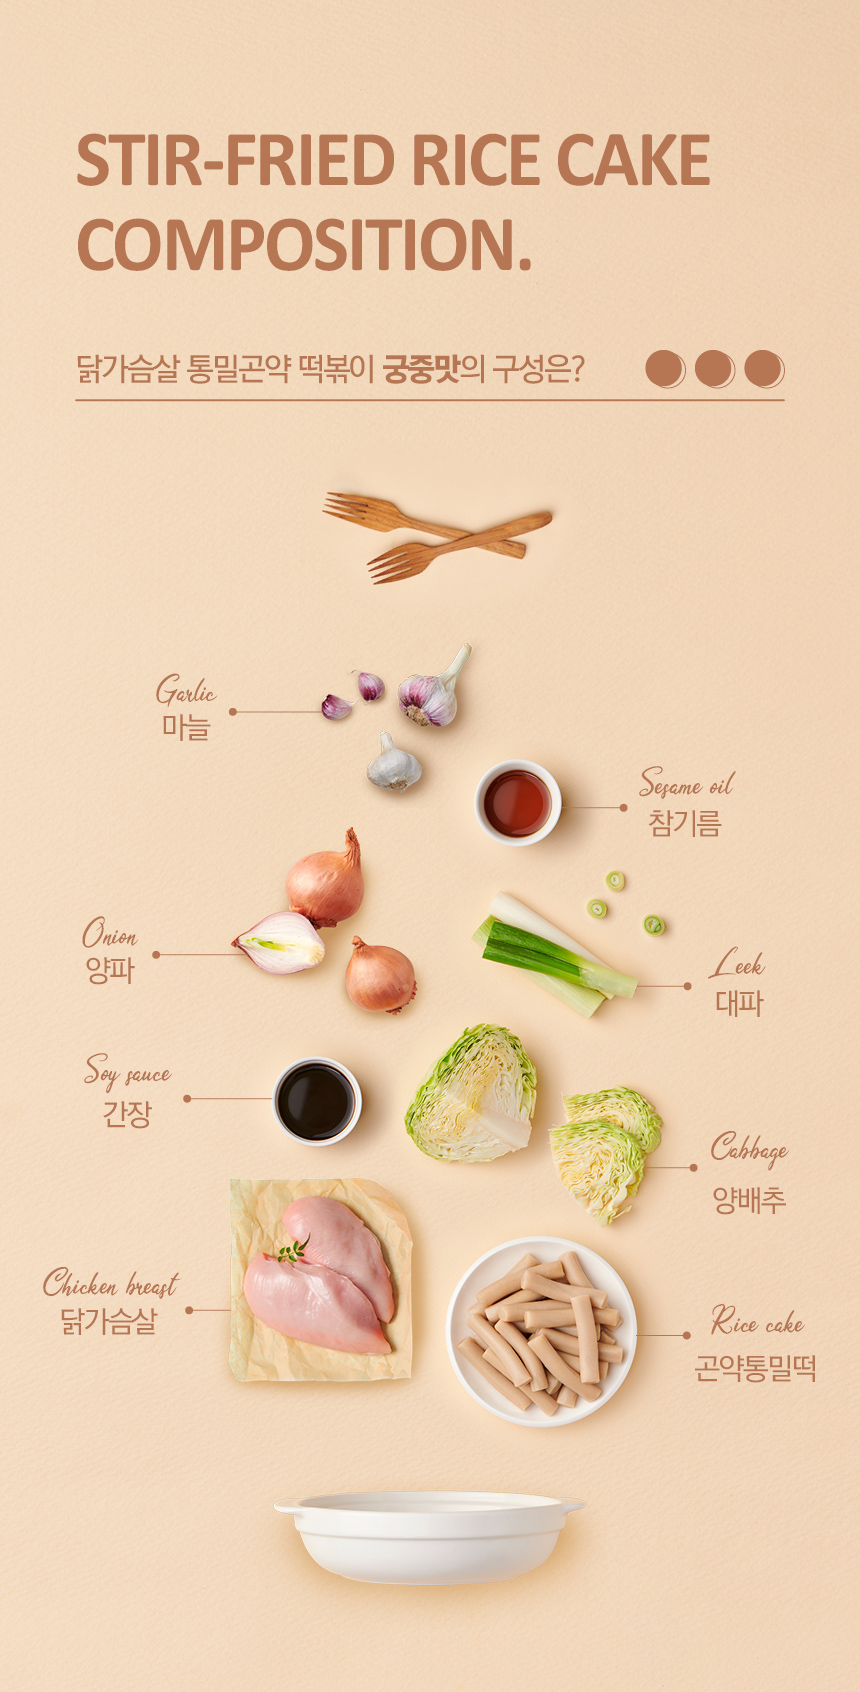 STIR-FRIED RICE CAKE
COMPOSITION.
닭가슴살 통밀곤약 떡볶이 궁중맛의 구성은?
Garlic
마늘
Sesame oil
참기름
Onion
양파
Leek
대파
Soy sauce
간장
Cabbage
양배추
Chicken breast
닭가슴살
Rice cake
곤약통밀떡